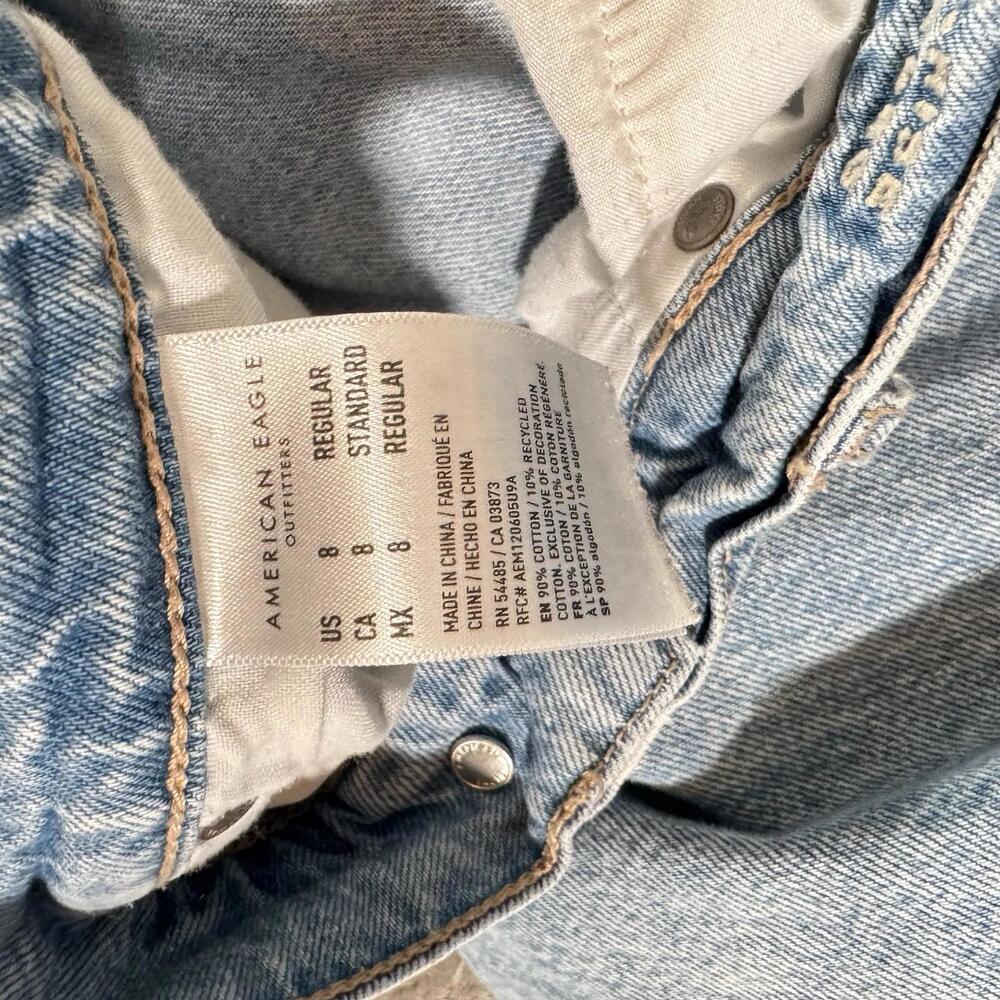 AMERICAN EAGLE
OUTFITTERS
US 8 REGULAR
CA 8 STANDARD
MX 8 REGULAR
MADE IN CHINA / FABRIQUÉ EN
CHINE / HECHO EN CHINA
RN 54485 / CA 03873
RFC# AEM120605U9A
EN 90% COTTON / 10% RECYCLED
COTTON. EXCLUSIVE OF DECORATION
FR 90% COTON / 10% COTON RÉGÉNÉRÉ.
À L'EXCEPTION DE LA GARNITURE
SP 90% algodón / 10% algodón reciclado